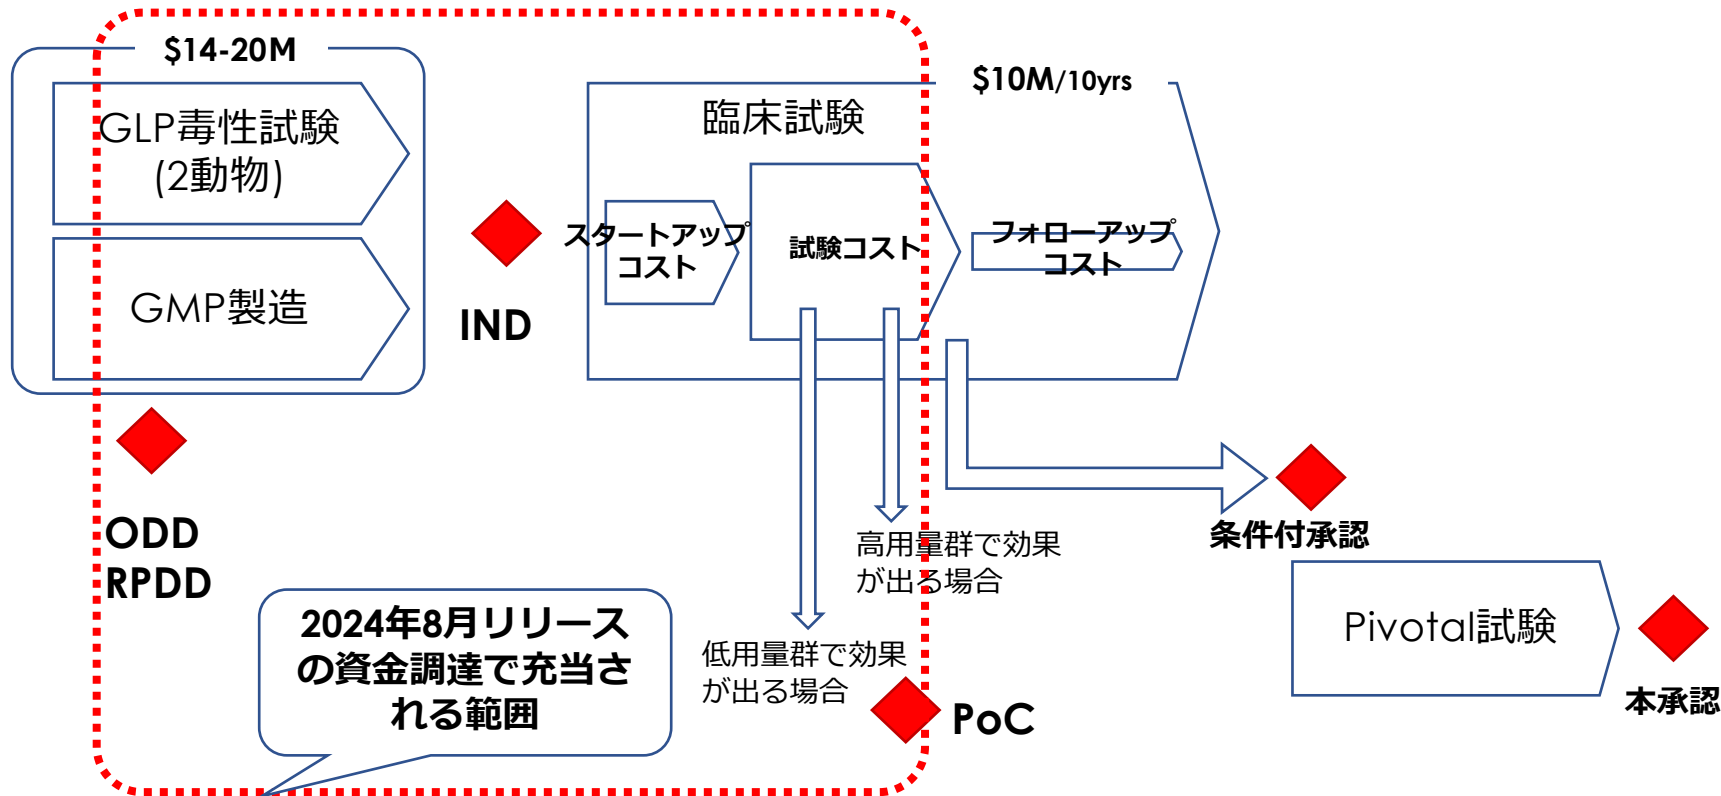 $14-20M
GLP毒性試験
(2動物)
GMP製造
ODD
RPDD
IND
$10M/10yrs
臨床試験
スタートアップ
コスト
試験コスト
フォローアップ
コスト
高用量群で効果
が出る場合
低用量群で効果
が出る場合
PoC
2024年8月リリース
の資金調達で充当さ
れる範囲
条件付承認
Pivotal試験
本承認